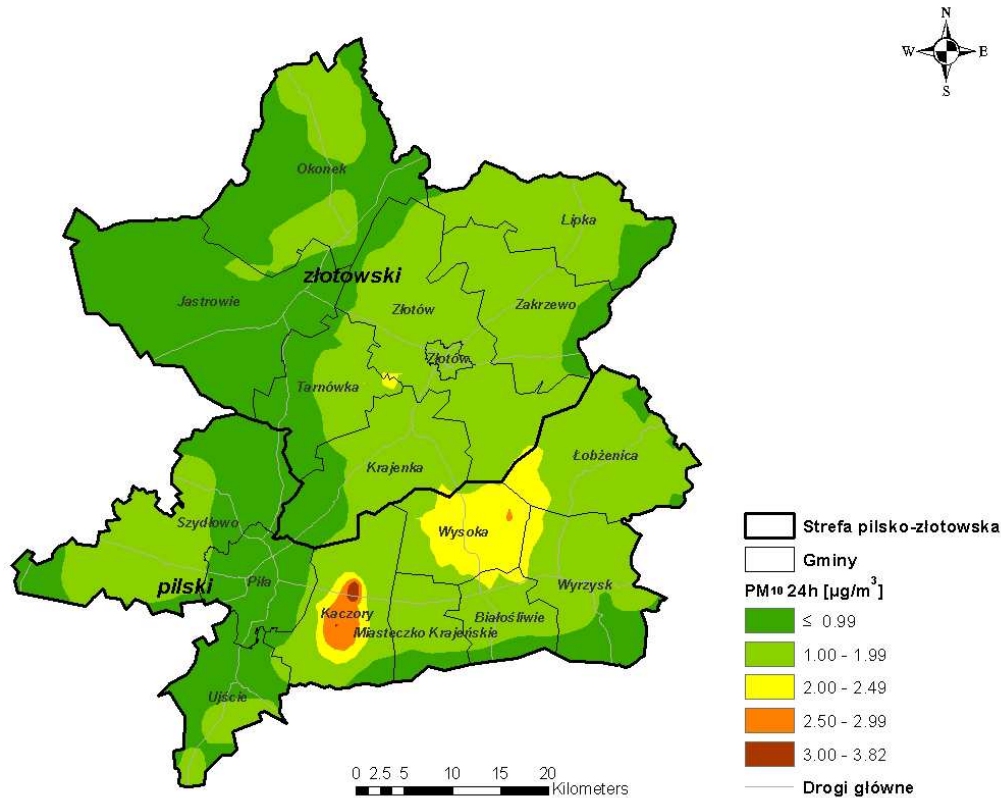 N
W E
S
Okonek
Lipka
złotowski
Jastrowie
Złotów
Zakrzewo
Złotów
Tarnówka
Krajenka
Łobżenica
Szydłowo
Wysoka
pilski
Piła
Wyrzysk
Kaczory
Białośliwie
Miasteczko Krajeńskie
Ujście
Strefa pilsko-złotowska
Gminy
PM10 24h [µg/m³]
≤ 0.99
1.00 - 1.99
2.00 - 2.49
2.50 - 2.99
3.00 - 3.82
Drogi główne
0 2.5 5 10 15 20
Kilometers